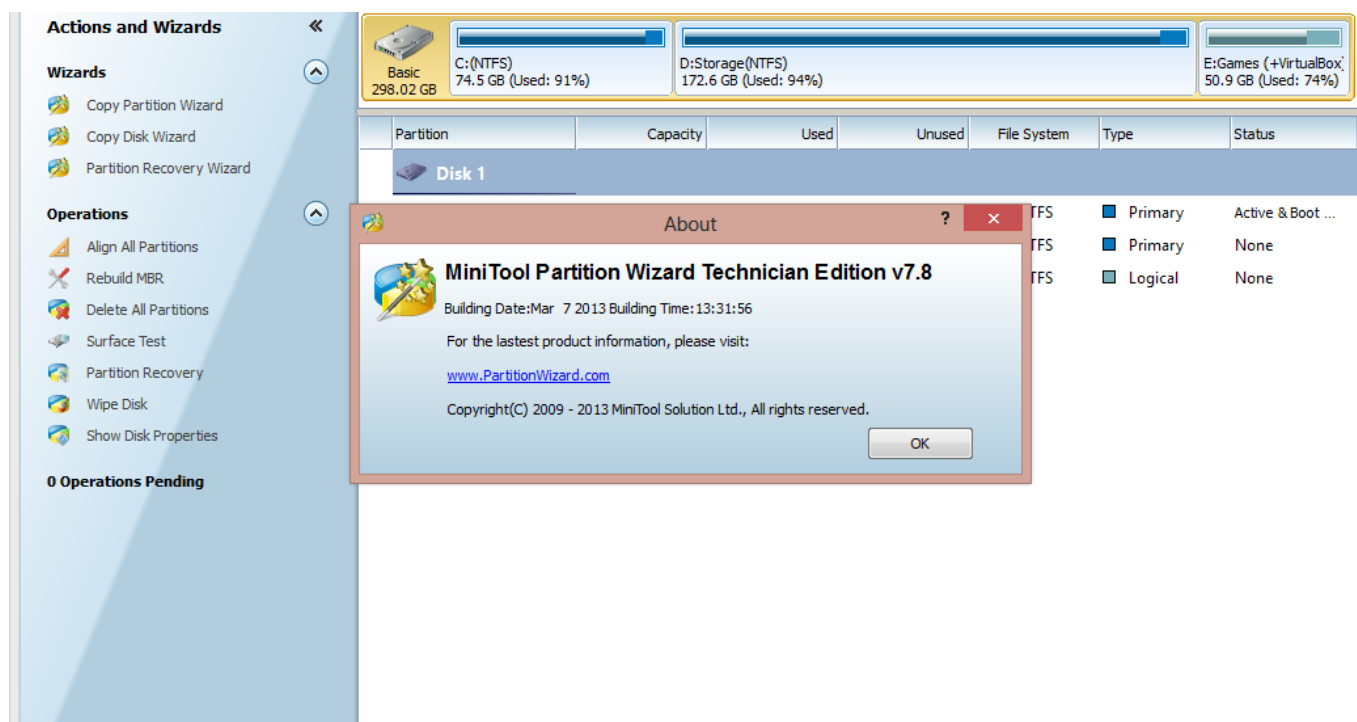 Actions and Wizards
Wizards
Copy Partition Wizard
Copy Disk Wizard
Partition Recovery Wizard
Operations
Align All Partitions
Rebuild MBR
Delete All Partitions
Surface Test
Partition Recovery
Wipe Disk
Show Disk Properties
0 Operations Pending
Basic
298.02 GB
C:(NTFS)
74.5 GB (Used: 91%)
D:Storage(NTFS)
172.6 GB (Used: 94%)
E:Games (+VirtualBox
50.9 GB (Used: 74%)
Partition Capacity Used Unused File System Type Status
Disk 1
TFS Primary Active & Boot ...
TFS Primary None
TFS Logical None
About
?
MiniTool Partition Wizard Technician Edition v7.8
Building Date:Mar 7 2013 Building Time:13:31:56
For the lastest product information, please visit:
www.PartitionWizard.com
Copyright(C) 2009 - 2013 MiniTool Solution Ltd., All rights reserved.
OK